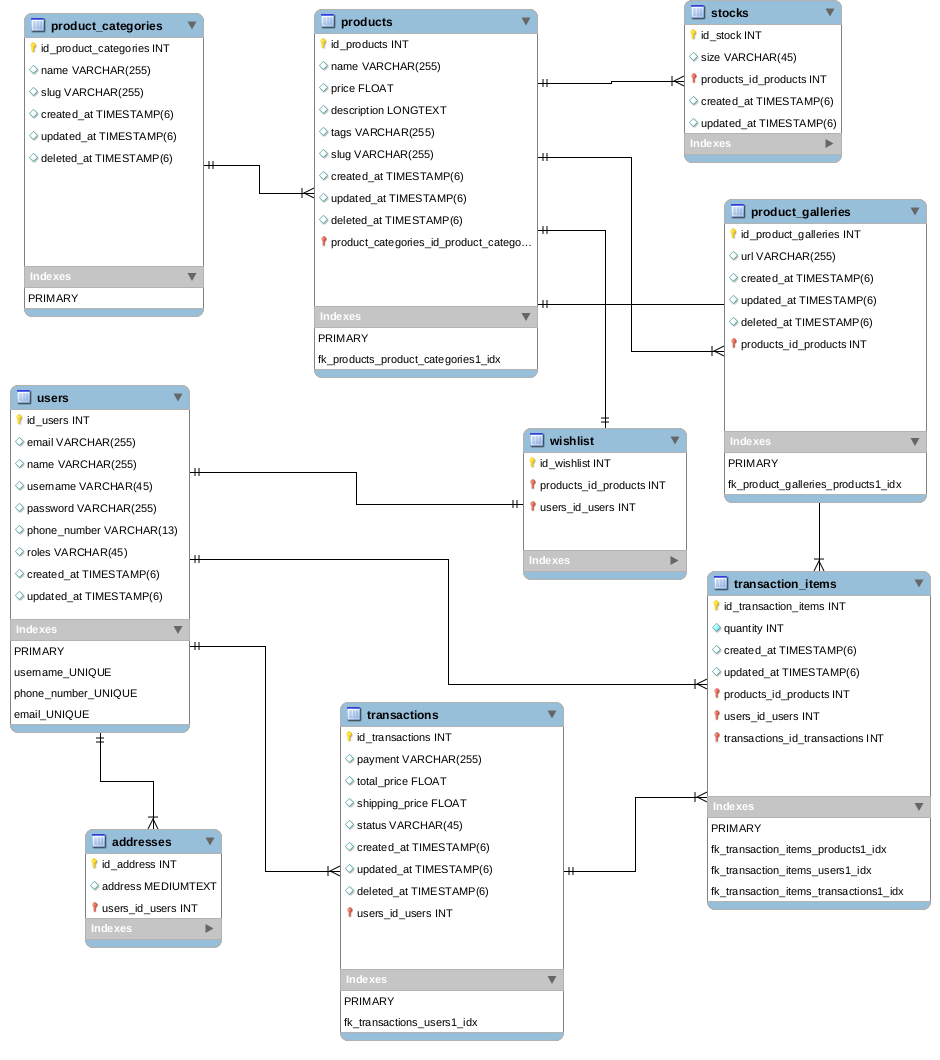 product_categories
id_product_categories INT
name VARCHAR(255)
slug VARCHAR(255)
created_at TIMESTAMP(6)
updated_at TIMESTAMP(6)
deleted_at TIMESTAMP(6)
Indexes
PRIMARY
products
id_products INT
name VARCHAR(255)
price FLOAT
description LONGTEXT
tags VARCHAR(255)
slug VARCHAR(255)
created_at TIMESTAMP(6)
updated_at TIMESTAMP(6)
deleted_at TIMESTAMP(6)
product_categories_id_product_catego...
Indexes
PRIMARY
fk_products_product_categories1_idx
stocks
id_stock INT
size VARCHAR(45)
products_id_products INT
created_at TIMESTAMP(6)
updated_at TIMESTAMP(6)
Indexes
product_galleries
id_product_galleries INT
url VARCHAR(255)
created_at TIMESTAMP(6)
updated_at TIMESTAMP(6)
deleted_at TIMESTAMP(6)
products_id_products INT
Indexes
PRIMARY
fk_product_galleries_products1_idx
users
id_users INT
email VARCHAR(255)
name VARCHAR(255)
username VARCHAR(45)
password VARCHAR(255)
phone_number VARCHAR(13)
roles VARCHAR(45)
created_at TIMESTAMP(6)
updated_at TIMESTAMP(6)
Indexes
PRIMARY
username_UNIQUE
phone_number_UNIQUE
email_UNIQUE
wishlist
id_wishlist INT
products_id_products INT
users_id_users INT
Indexes
transaction_items
id_transaction_items INT
quantity INT
created_at TIMESTAMP(6)
updated_at TIMESTAMP(6)
products_id_products INT
users_id_users INT
transactions_id_transactions INT
Indexes
PRIMARY
fk_transaction_items_products1_idx
fk_transaction_items_users1_idx
fk_transaction_items_transactions1_idx
transactions
id_transactions INT
payment VARCHAR(255)
total_price FLOAT
shipping_price FLOAT
status VARCHAR(45)
created_at TIMESTAMP(6)
updated_at TIMESTAMP(6)
deleted_at TIMESTAMP(6)
users_id_users INT
Indexes
PRIMARY
fk_transactions_users1_idx
addresses
id_address INT
address MEDIUMTEXT
users_id_users INT
Indexes